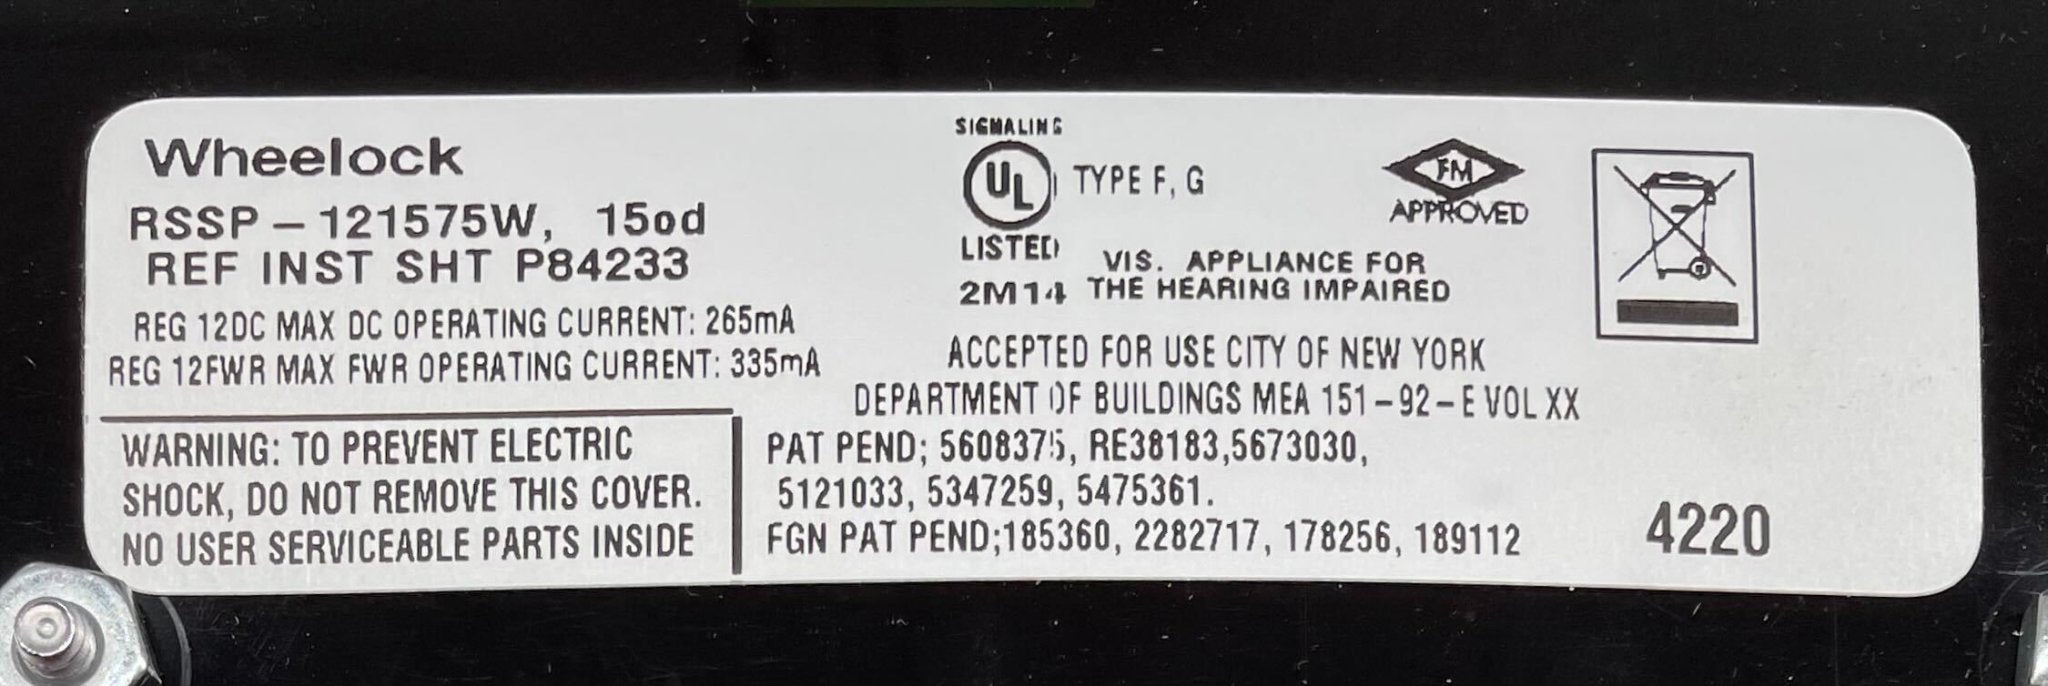 Wheelock
RSSP - 121575W, 15od
REF INST SHT P84233
REG 12DC MAX DC OPERATING CURRENT: 265mA
REG 12FWR MAX FWR OPERATING CURRENT: 335mA
WARNING: TO PREVENT ELECTRIC
SHOCK, DO NOT REMOVE THIS COVER.
NO USER SERVICEABLE PARTS INSIDE
SIGNALING
UL TYPE F, G
LISTED
2M14
VIS. APPLIANCE FOR
THE HEARING IMPAIRED
FM
APPROVED
ACCEPTED FOR USE CITY OF NEW YORK
DEPARTMENT OF BUILDINGS MEA 151-92-E VOL XX
PAT PEND; 5608375, RE38183,5673030,
5121033, 5347259, 5475361.
FGN PAT PEND;185360, 2282717, 178256, 189112
4220